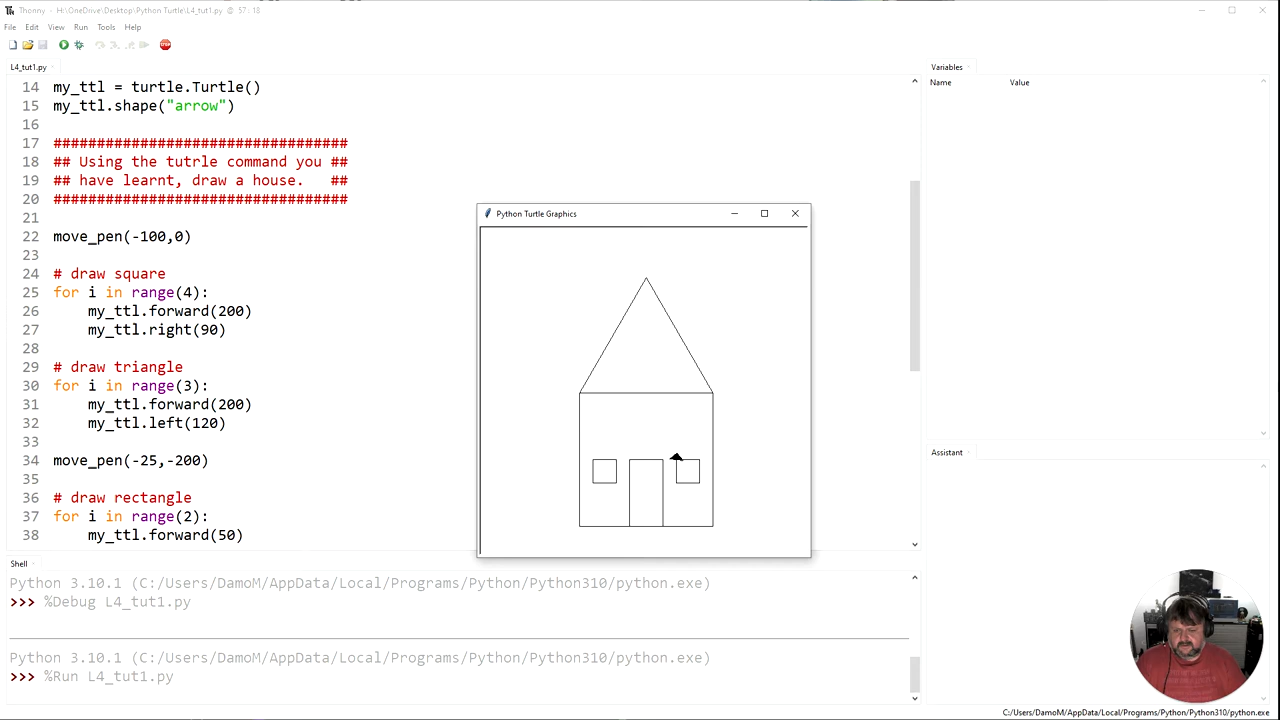 Thonny - H:\OneDrive\Desktop\Python Turtle\L4_tut1.py @ 57 : 18
File Edit View Run Tools Help
STOP
L4_tut1.py
14 my_ttl = turtle.Turtle()
15 my_ttl.shape("arrow")
16
17 ##################################
18 ## Using the tutrle command you ##
19 ## have learnt, draw a house. ##
20 ##################################
21
22 move_pen(-100,0)
23
24 # draw square
25 for i in range(4):
26 my_ttl.forward(200)
27 my_ttl.right(90)
28
29 # draw triangle
30 for i in range(3):
31 my_ttl.forward(200)
32 my_ttl.left(120)
33
34 move_pen(-25,-200)
35
36 # draw rectangle
37 for i in range(2):
38 my_ttl.forward(50)
Python Turtle Graphics
Shell
Python 3.10.1 (C:/Users/DamoM/AppData/Local/Programs/Python/Python310/python.exe)
>>> %Debug L4_tut1.py
Python 3.10.1 (C:/Users/DamoM/AppData/Local/Programs/Python/Python310/python.exe)
>>> %Run L4_tut1.py
Variables
Name Value
Assistant
C:/Users/DamoM/AppData/Local/Programs/Python/Python310/python.exe